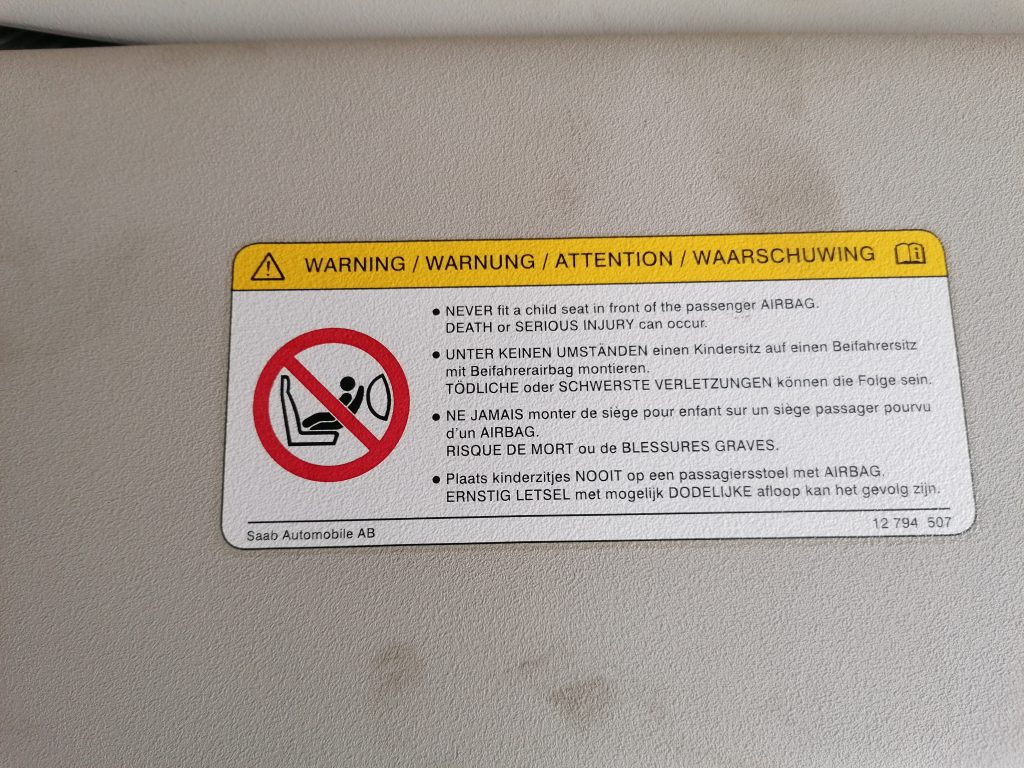 WARNING / WARNUNG / ATTENTION / WAARSCHUWING
• NEVER fit a child seat in front of the passenger AIRBAG.
DEATH or SERIOUS INJURY can occur.
• UNTER KEINEN UMSTÄNDEN einen Kindersitz auf einen Beifahrersitz
mit Beifahrerairbag montieren.
TÖDLICHE oder SCHWERSTE VERLETZUNGEN können die Folge sein.
• NE JAMAIS monter de siège pour enfant sur un siège passager pourvu
d'un AIRBAG.
RISQUE DE MORT ou de BLESSURES GRAVES.
• Plaats kinderzitjes NOOIT op een passagiersstoel met AIRBAG.
ERNSTIG LETSEL met mogelijk DODELIJKE afloop kan het gevolg zijn.
Saab Automobile AB
12 794 507